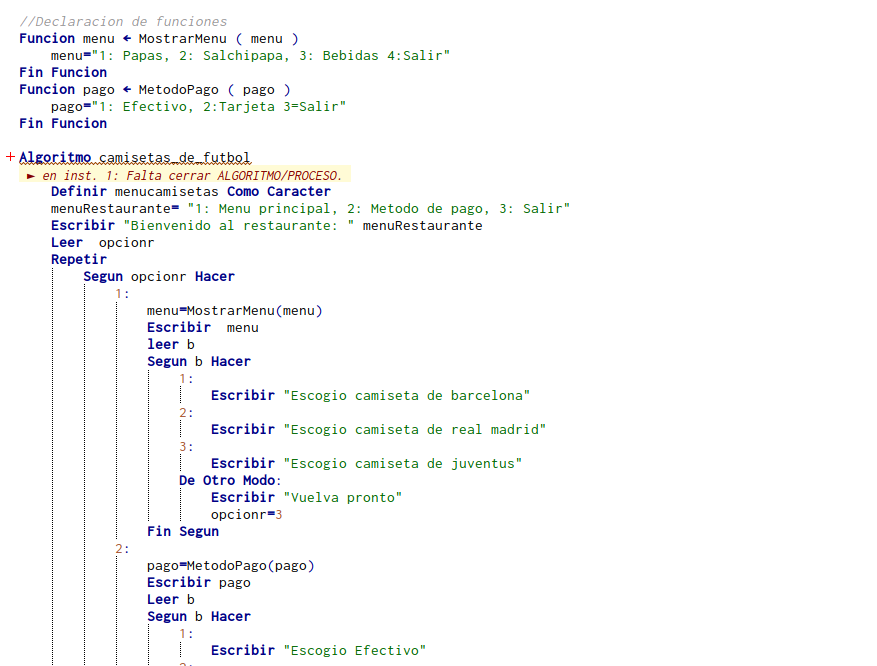 //Declaracion de funciones
Funcion menu ← MostrarMenu ( menu )
menu="1: Papas, 2: Salchipapa, 3: Bebidas 4:Salir"
Fin Funcion
Funcion pago ← MetodoPago ( pago )
pago="1: Efectivo, 2:Tarjeta 3=Salir"
Fin Funcion
Algoritmo camisetas_de_futbol
► en inst. 1: Falta cerrar ALGORITMO/PROCESO.
Definir menucamisetas Como Caracter
menuRestaurante= "1: Menu principal, 2: Metodo de pago, 3: Salir"
Escribir "Bienvenido al restaurante: " menuRestaurante
Leer  opcionr
Repetir
Segun opcionr Hacer
1:
menu=MostrarMenu(menu)
Escribir  menu
leer b
Segun b Hacer
1:
Escribir "Escogio camiseta de barcelona"
2:
Escribir "Escogio camiseta de real madrid"
3:
Escribir "Escogio camiseta de juventus"
De Otro Modo:
Escribir "Vuelva pronto"
opcionr=3
Fin Segun
2:
pago=MetodoPago(pago)
Escribir pago
Leer b
Segun b Hacer
1:
Escribir "Escogio Efectivo"